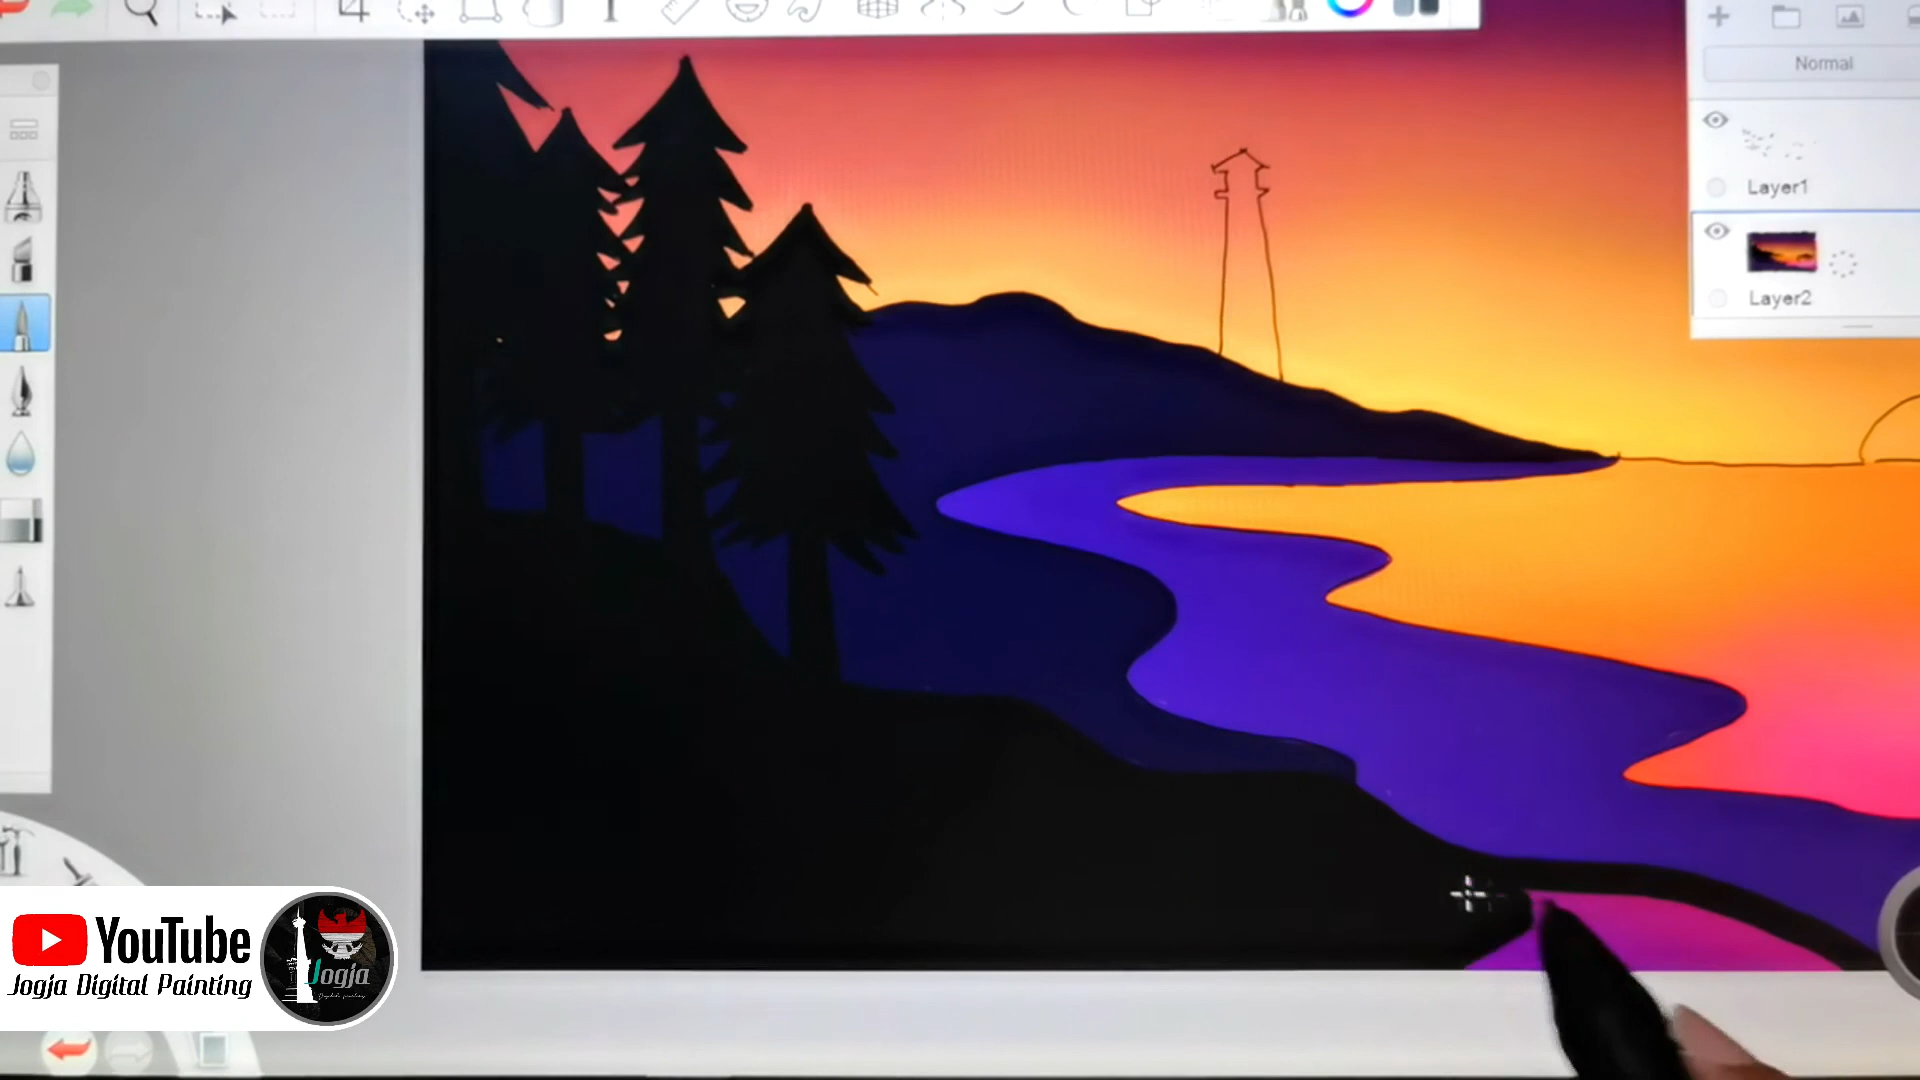 Normal
Layer1
Layer2
YouTube
Jogja Digital Painting
Jogja